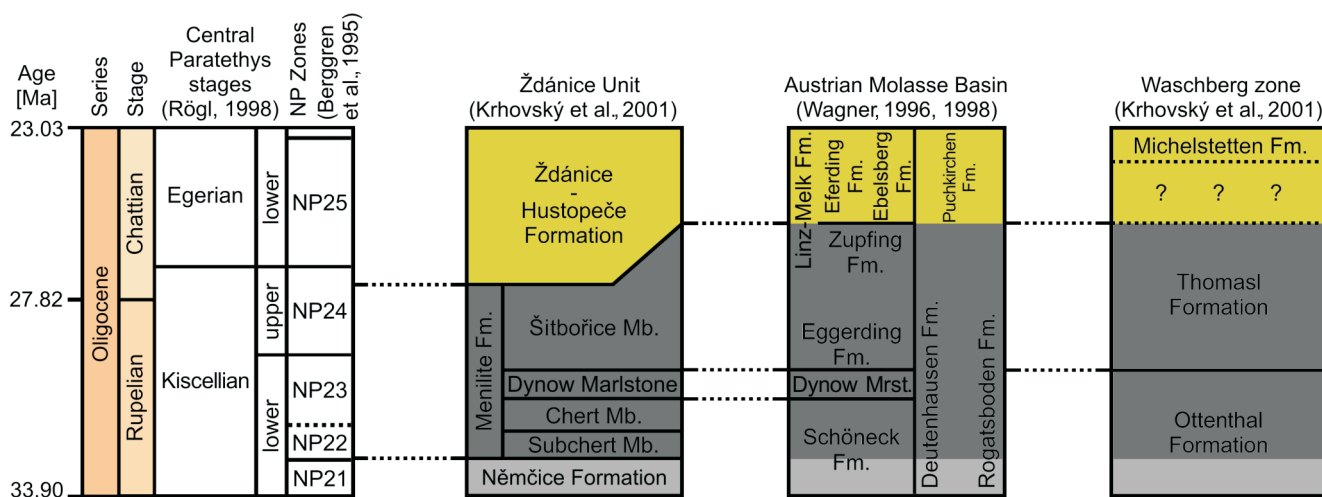 Age
[Ma]
Series
Stage
Central
Paratethys
stages
(Rögl, 1998)
NP Zones
(Berggren
et al., 1995)
Ždánice Unit
(Krhovský et al., 2001)
Austrian Molasse Basin
(Wagner, 1996, 1998)
Waschberg zone
(Krhovský et al., 2001)
23.03
27.82
33.90
Oligocene
Chattian
Rupelian
Egerian
Kiscellian
lower
upper
lower
NP25
NP24
NP23
NP22
NP21
Ždánice
-
Hustopeče
Formation
Menilite Fm.
Šitbořice Mb.
Dynow Marlstone
Chert Mb.
Subchert Mb.
Němčice Formation
Linz-Melk Fm.
Eferding
Fm.
Ebelsberg
Fm.
Puchkirchen
Fm.
Zupfing
Fm.
Eggerding
Fm.
Dynow Mrst.
Schöneck
Fm.
Deutenhausen Fm.
Rogatsboden Fm.
Michelstetten Fm.
? ? ?
Thomasl
Formation
Ottenthal
Formation